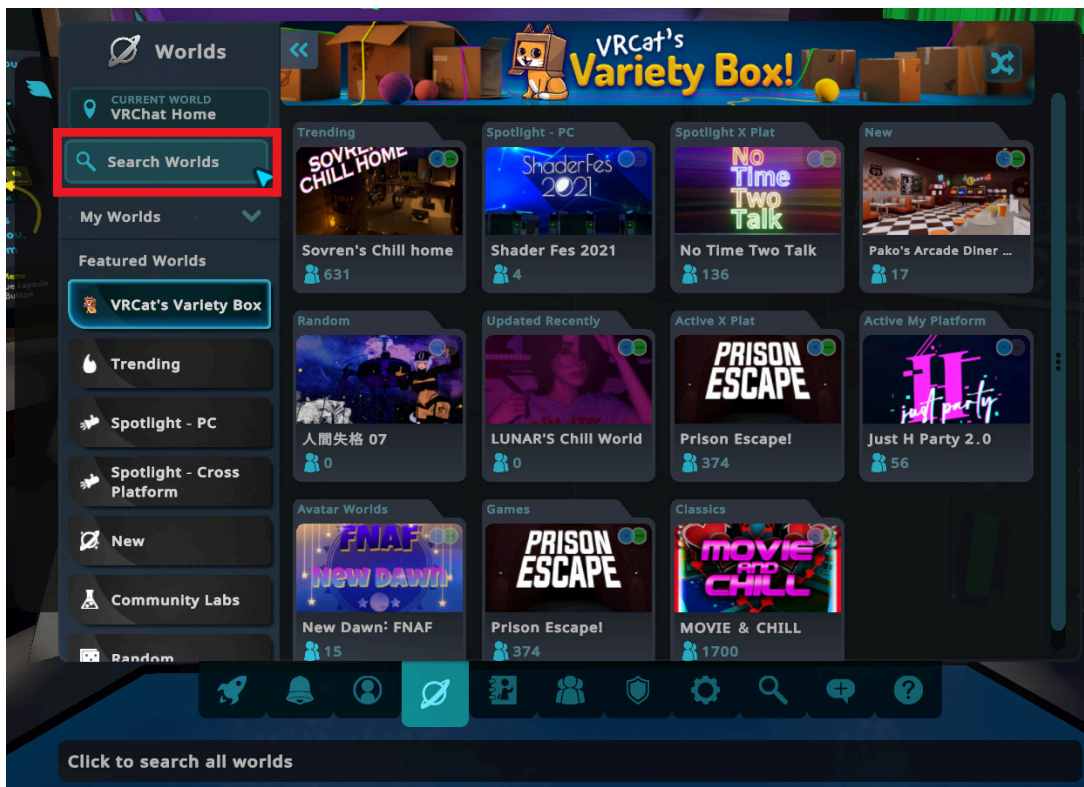 Worlds
CURRENT WORLD
VRChat Home
Search Worlds
My Worlds
Featured Worlds
VRCat's Variety Box
Trending
Spotlight - PC
Spotlight - Cross
Platform
New
Community Labs
Random
VRCat's
Variety Box!
Trending
SOVREN'S
CHILL HOME
Sovren's Chill home
631
Spotlight - PC
ShaderFes
2021
Shader Fes 2021
4
Spotlight X Plat
No
Time
Two
Talk
No Time Two Talk
136
New
Pako's Arcade Diner ...
17
Random
人間失格 07
0
Updated Recently
LUNAR'S Chill World
0
Active X Plat
PRISON
ESCAPE
Prison Escape!
374
Active My Platform
H
just party
Just H Party 2.0
56
Avatar Worlds
FNAF
New DAWN
New Dawn: FNAF
15
Games
PRISON
ESCAPE
Prison Escape!
374
Classics
MOVIE
AND
CHILL
MOVIE & CHILL
1700
Click to search all worlds